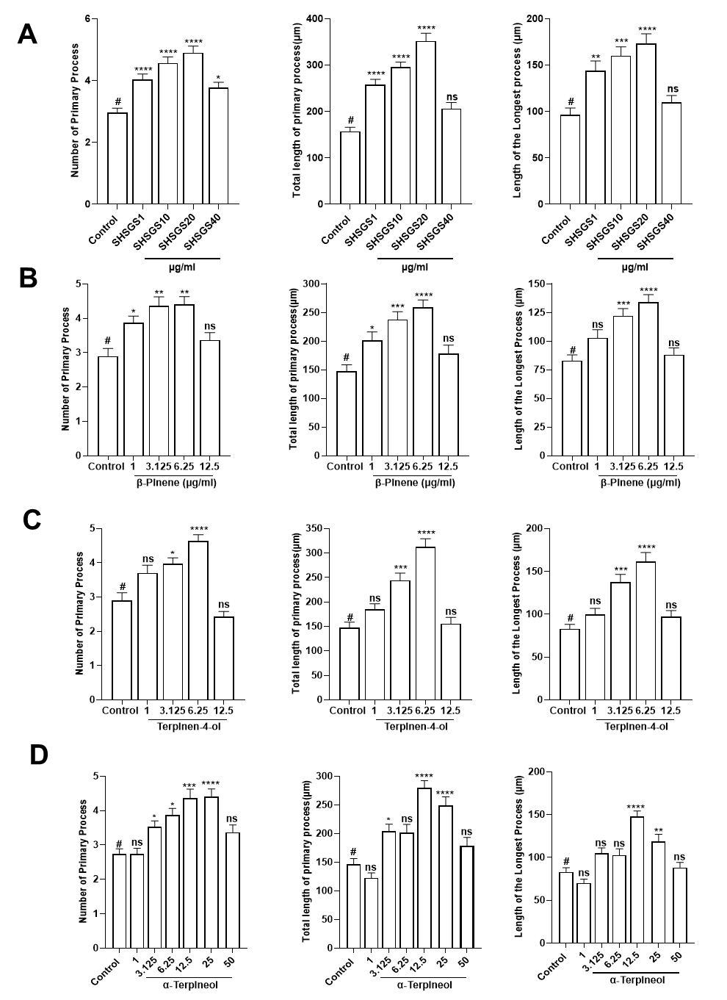 A
Number of Primary Process
6
4
2
0
#
****
****
****
*
Control
SHSGS1
SHSGS10
SHSGS20
SHSGS40
µg/ml
Total length of primary process(µm)
400
300
200
100
0
#
****
****
****
ns
Control
SHSGS1
SHSGS10
SHSGS20
SHSGS40
µg/ml
Length of the Longest process (µm)
200
150
100
50
0
#
**
***
****
ns
Control
SHSGS1
SHSGS10
SHSGS20
SHSGS40
µg/ml
B
Number of Primary Process
5
4
3
2
1
0
#
*
**
**
ns
Control 1 3.125 6.25 12.5
β-PInene (µg/ml)
Total length of primary process(µm)
300
250
200
150
100
50
0
#
*
***
****
ns
Control 1 3.125 6.25 12.5
β-PInene (µg/ml)
Length of the Longest Process (µm)
150
125
100
75
50
25
0
#
ns
***
****
ns
Control 1 3.125 6.25 12.5
β-PInene (µg/ml)
C
Number of Primary Process
5
4
3
2
1
0
#
ns
*
****
ns
Control 1 3.125 6.25 12.5
TerpInen-4-ol
Total length of primary process(µm)
350
300
250
200
150
100
50
0
#
ns
***
****
ns
Control 1 3.125 6.25 12.5
TerpInen-4-ol
Length of the Longest Process (µm)
200
150
100
50
0
#
ns
***
****
ns
Control 1 3.125 6.25 12.5
TerpInen-4-ol
D
Number of Primary Process
5
4
3
2
1
0
#
ns
*
*
***
****
ns
Control 1 3.125 6.25 12.5 25 50
α-TerpIneol
Total length of primary process(µm)
300
250
200
150
100
50
0
#
ns
*
ns
****
****
ns
Control 1 3.125 6.25 12.5 25 50
α-TerpIneol
Length of the Longest Process (µm)
200
150
100
50
0
#
ns
ns
ns
****
**
ns
Control 1 3.125 6.25 12.5 25 50
α-TerpIneol